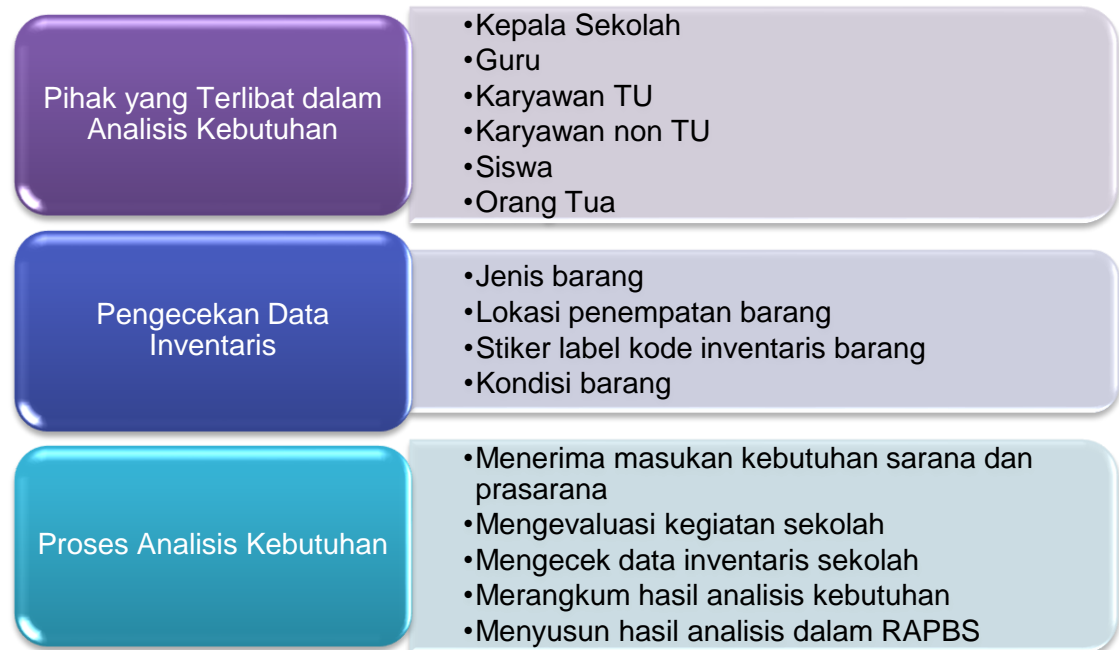 Pihak yang Terlibat dalam
Analisis Kebutuhan
•Kepala Sekolah
•Guru
•Karyawan TU
•Karyawan non TU
•Siswa
•Orang Tua
Pengecekan Data
Inventaris
•Jenis barang
•Lokasi penempatan barang
•Stiker label kode inventaris barang
•Kondisi barang
Proses Analisis Kebutuhan
•Menerima masukan kebutuhan sarana dan
prasarana
•Mengevaluasi kegiatan sekolah
•Mengecek data inventaris sekolah
•Merangkum hasil analisis kebutuhan
•Menyusun hasil analisis dalam RAPBS